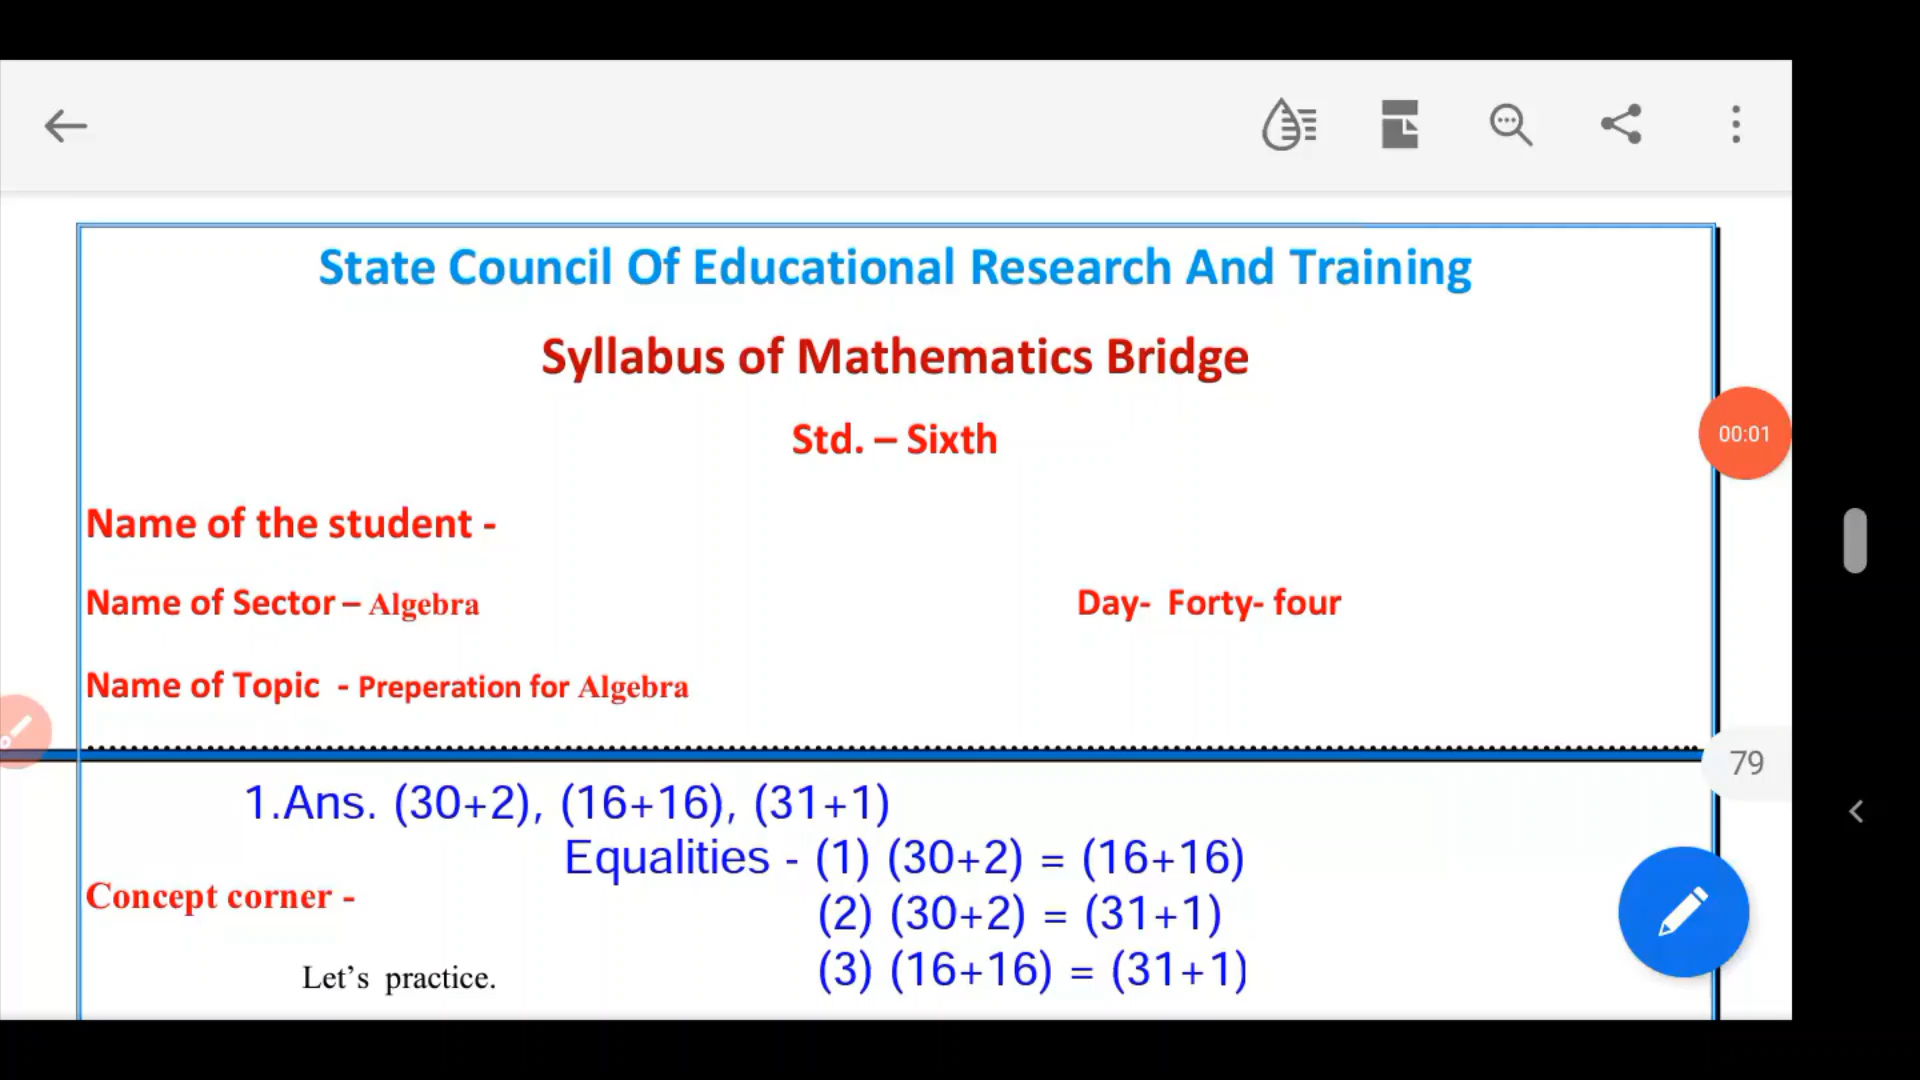 State Council Of Educational Research And Training
Syllabus of Mathematics Bridge
Std. – Sixth
00:01
Name of the student -
Name of Sector – Algebra Day- Forty- four
Name of Topic - Preperation for Algebra
79
1.Ans. (30+2), (16+16), (31+1)
Equalities - (1) (30+2) = (16+16)
Concept corner -
(2) (30+2) = (31+1)
Let's practice.
(3) (16+16) = (31+1)